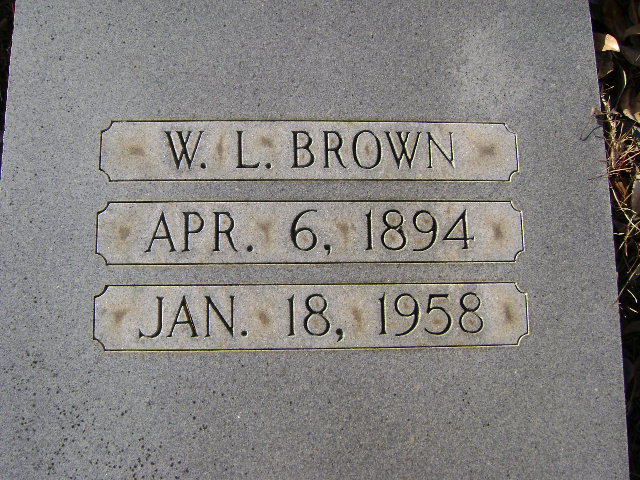 W. L. BROWN
APR. 6, 1894
JAN. 18, 1958